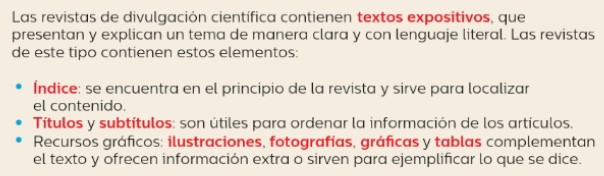 Las revistas de divulgación científica contienen textos expositivos, que
presentan y explican un tema de manera clara y con lenguaje literal. Las revistas
de este tipo contienen estos elementos:
• Índice: se encuentra en el principio de la revista y sirve para localizar
el contenido.
• Títulos y subtítulos: son útiles para ordenar la información de los artículos.
• Recursos gráficos: ilustraciones, fotografías, gráficas y tablas complementan
el texto y ofrecen información extra o sirven para ejemplificar lo que se dice.